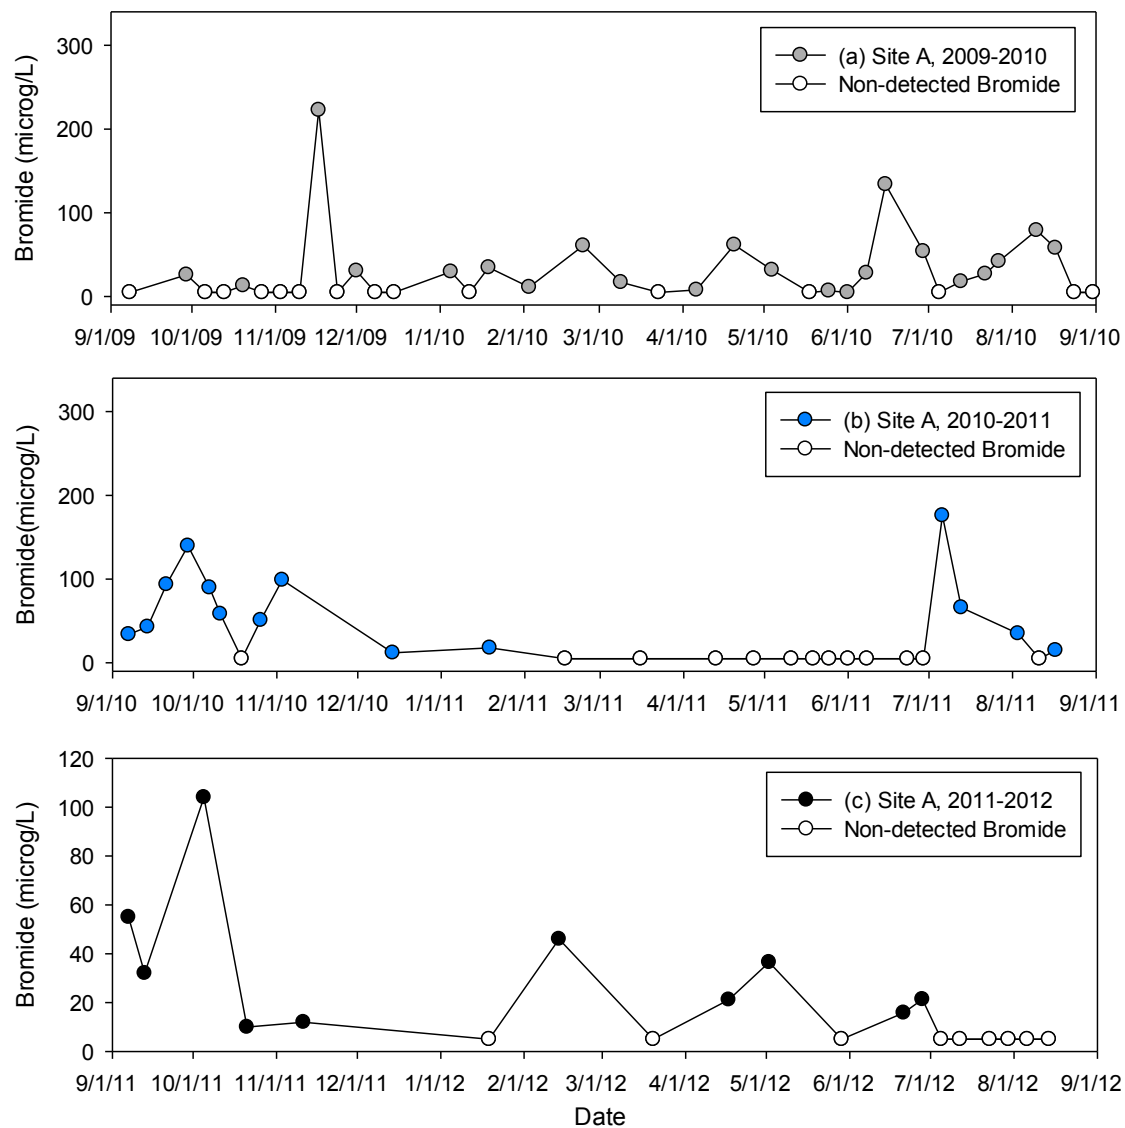 Bromide (microg/L)
300
200
100
0
(a) Site A, 2009-2010
Non-detected Bromide
9/1/09 10/1/09 11/1/09 12/1/09 1/1/10 2/1/10 3/1/10 4/1/10 5/1/10 6/1/10 7/1/10 8/1/10 9/1/10
Bromide(microg/L)
300
200
100
0
(b) Site A, 2010-2011
Non-detected Bromide
9/1/10 10/1/10 11/1/10 12/1/10 1/1/11 2/1/11 3/1/11 4/1/11 5/1/11 6/1/11 7/1/11 8/1/11 9/1/11
Bromide (microg/L)
120
100
80
60
40
20
0
(c) Site A, 2011-2012
Non-detected Bromide
9/1/11 10/1/11 11/1/11 12/1/11 1/1/12 2/1/12 3/1/12 4/1/12 5/1/12 6/1/12 7/1/12 8/1/12 9/1/12
Date